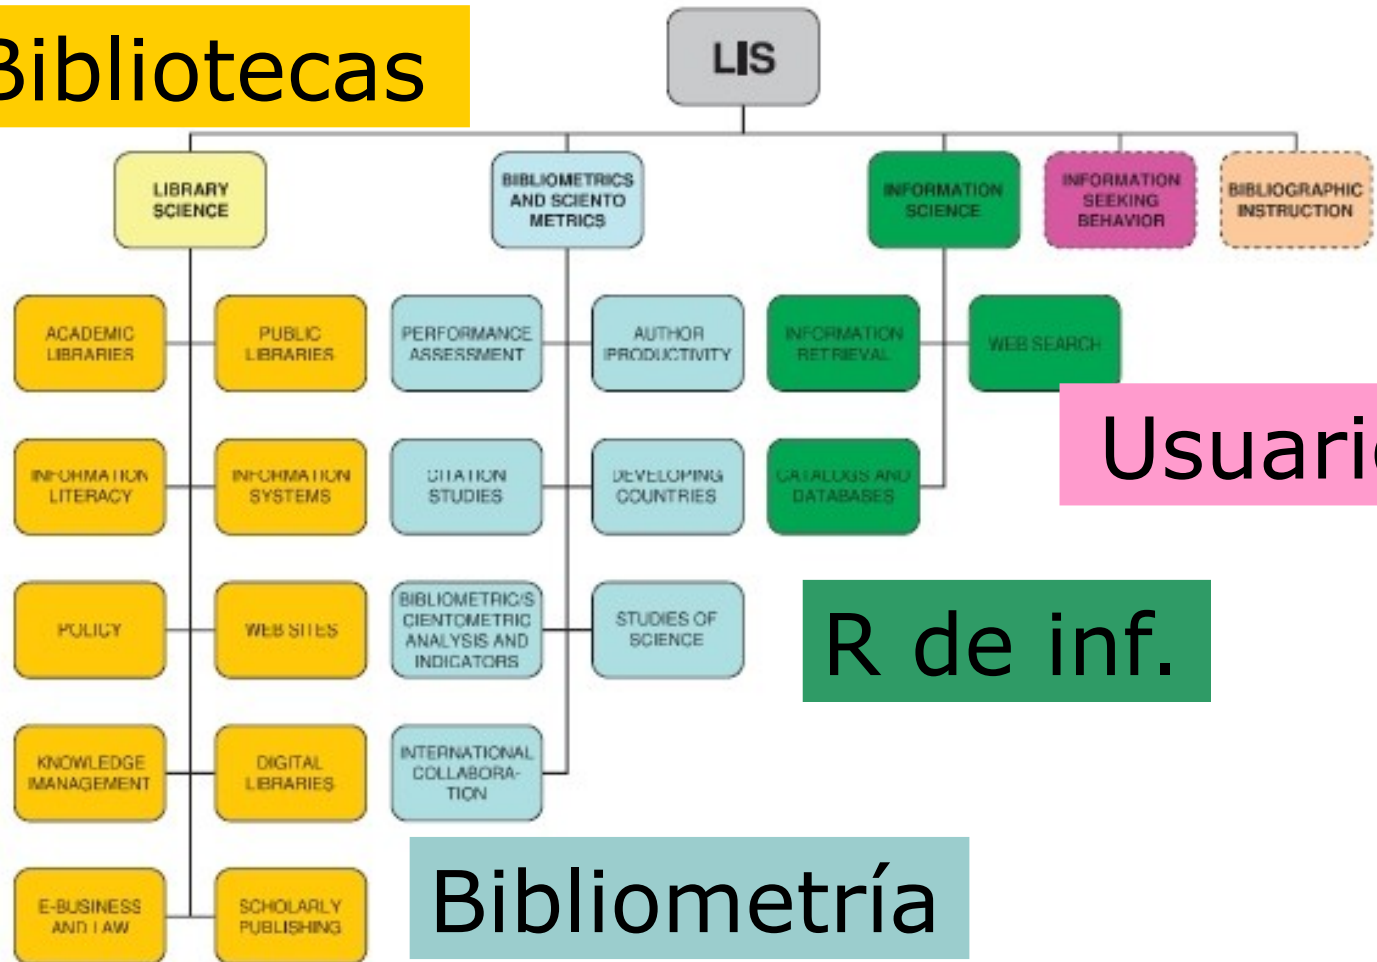 Bibliotecas
LIS
LIBRARY
SCIENCE
BIBLIOMETRICS
AND SCIENTO
METRICS
INFORMATION
SCIENCE
INFORMATION
SEEKING
BEHAVIOR
BIBLIOGRAPHIC
INSTRUCTION
ACADEMIC
LIBRARIES
PUBLIC
LIBRARIES
PERFORMANCE
ASSESSMENT
AUTHOR
PRODUCTIVITY
INFORMATION
RETRIEVAL
WEB SEARCH
Usuario
INFORMATION
LITERACY
INFORMATION
SYSTEMS
CITATION
STUDIES
DEVELOPING
COUNTRIES
CATALOGS AND
DATABASES
POLICY
WEB SITES
BIBLIOMETRIC/S
CIENTOMETRIC
ANALYSIS AND
INDICATORS
STUDIES OF
SCIENCE
R de inf.
KNOWLEDGE
MANAGEMENT
DIGITAL
LIBRARIES
INTERNATIONAL
COLLABORA-
TION
E-BUSINESS
AND LAW
SCHOLARLY
PUBLISHING
Bibliometría